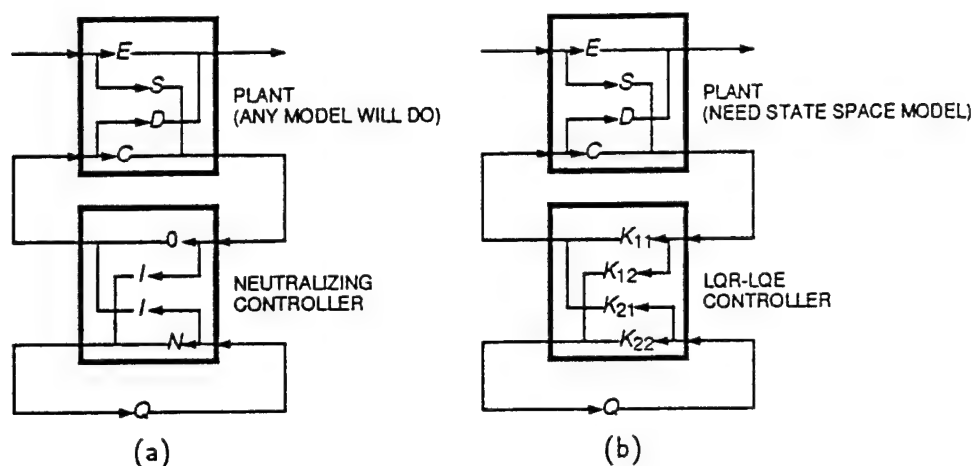 E
S
D
C
PLANT
(ANY MODEL WILL DO)
0
I
I
N
NEUTRALIZING
CONTROLLER
Q
(a)
E
S
D
C
PLANT
(NEED STATE SPACE MODEL)
K11
K12
K21
K22
LQR-LQE
CONTROLLER
Q
(b)